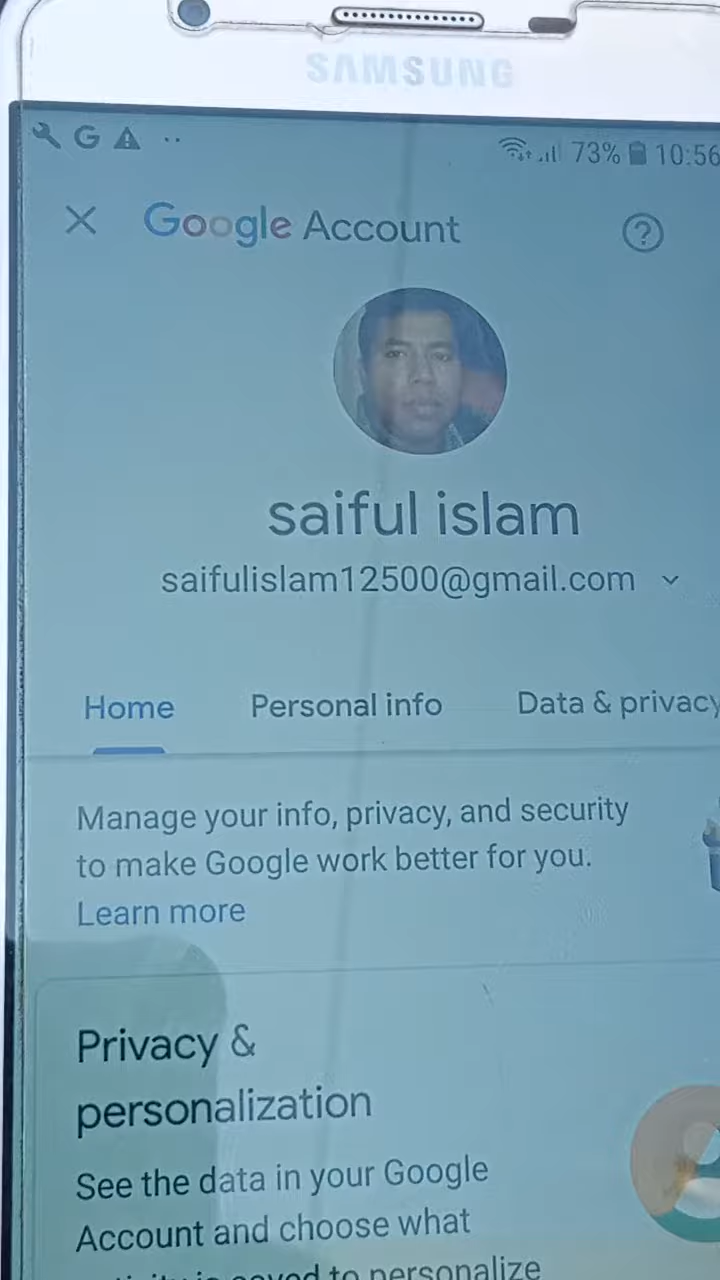 SAMSUNG
G 73% 10:56
Google Account
saiful islam
saifulislam12500@gmail.com
Home Personal info Data & privacy
Manage your info, privacy, and security
to make Google work better for you.
Learn more
Privacy &
personalization
See the data in your Google
Account and choose what
to personalize